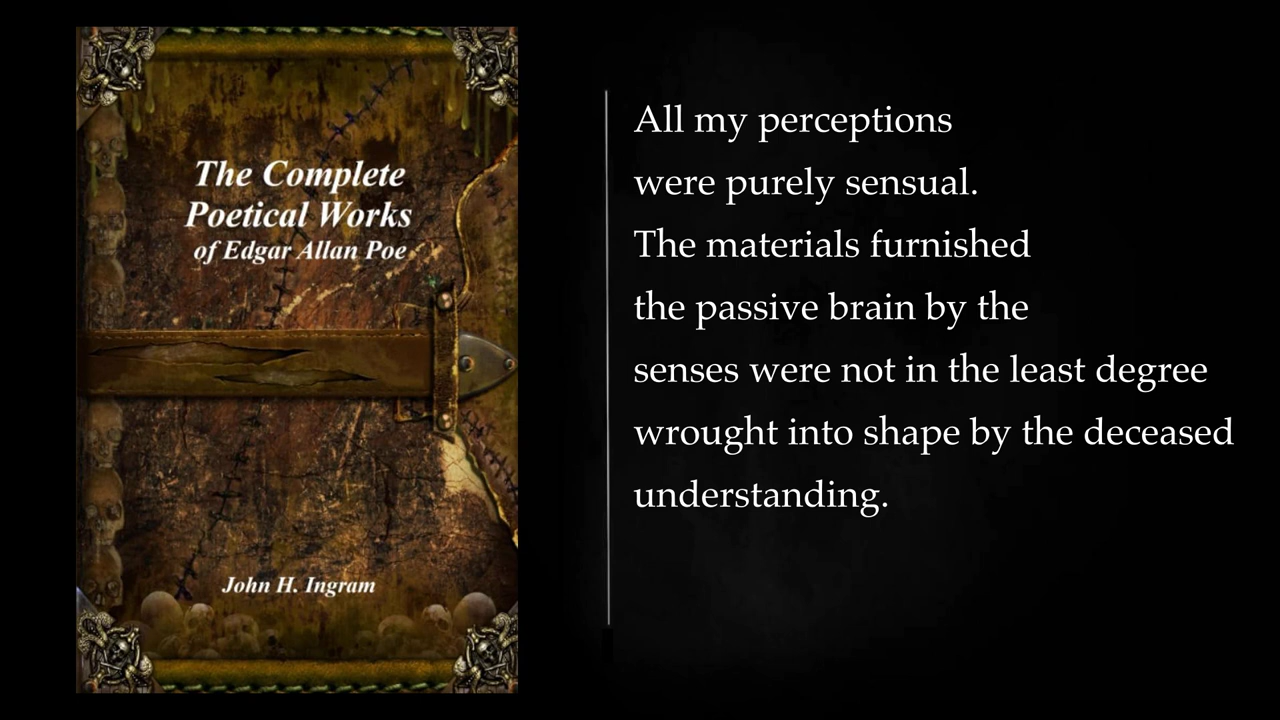 The Complete
Poetical Works
of Edgar Allan Poe
John H. Ingram
All my perceptions
were purely sensual.
The materials furnished
the passive brain by the
senses were not in the least degree
wrought into shape by the deceased
understanding.